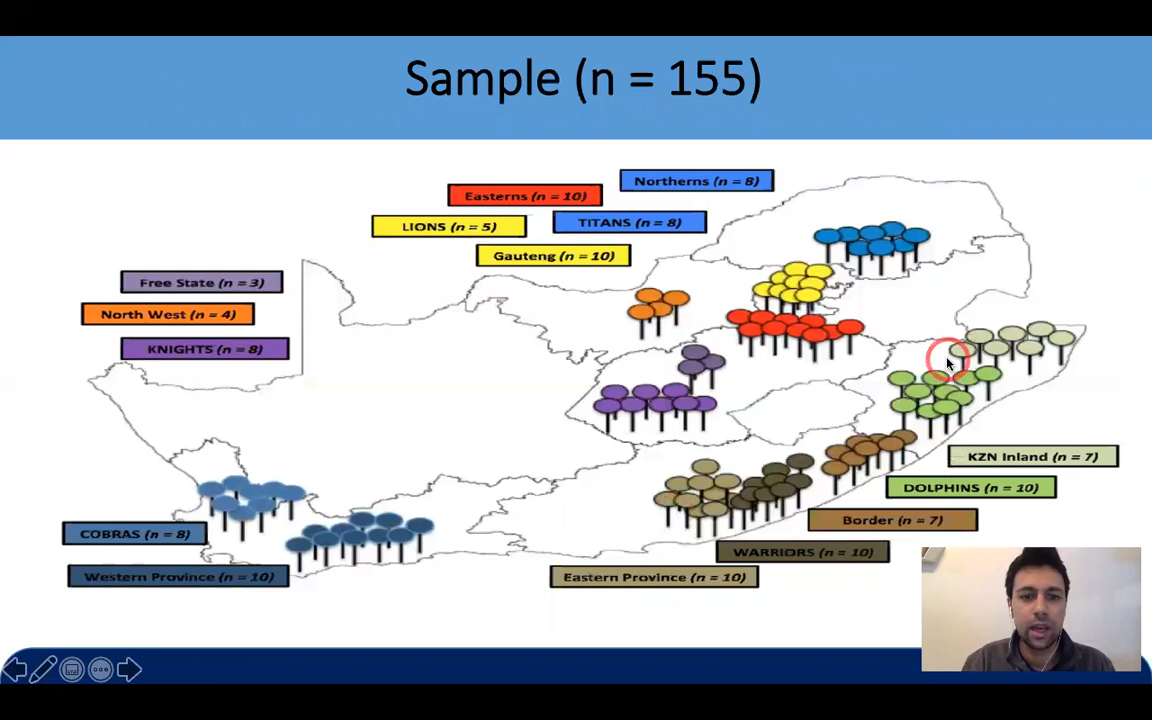 Sample (n = 155)
Northerns (n = 8)
Easterns (n = 10)
TITANS (n = 8)
LIONS (n = 5)
Gauteng (n = 10)
Free State (n = 3)
North West (n = 4)
KNIGHTS (n = 8)
KZN Inland (n = 7)
DOLPHINS (n = 10)
Border (n = 7)
COBRAS (n = 8)
WARRIORS (n = 10)
Western Province (n = 10)
Eastern Province (n = 10)